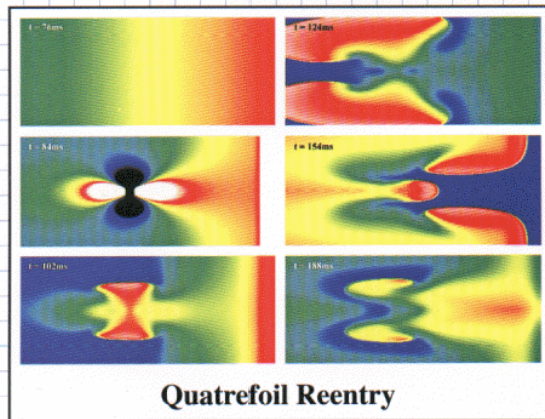 t = 76ms
t = 124ms
t = 84ms
t = 154ms
t = 102ms
t = 188ms
Quatrefoil Reentry